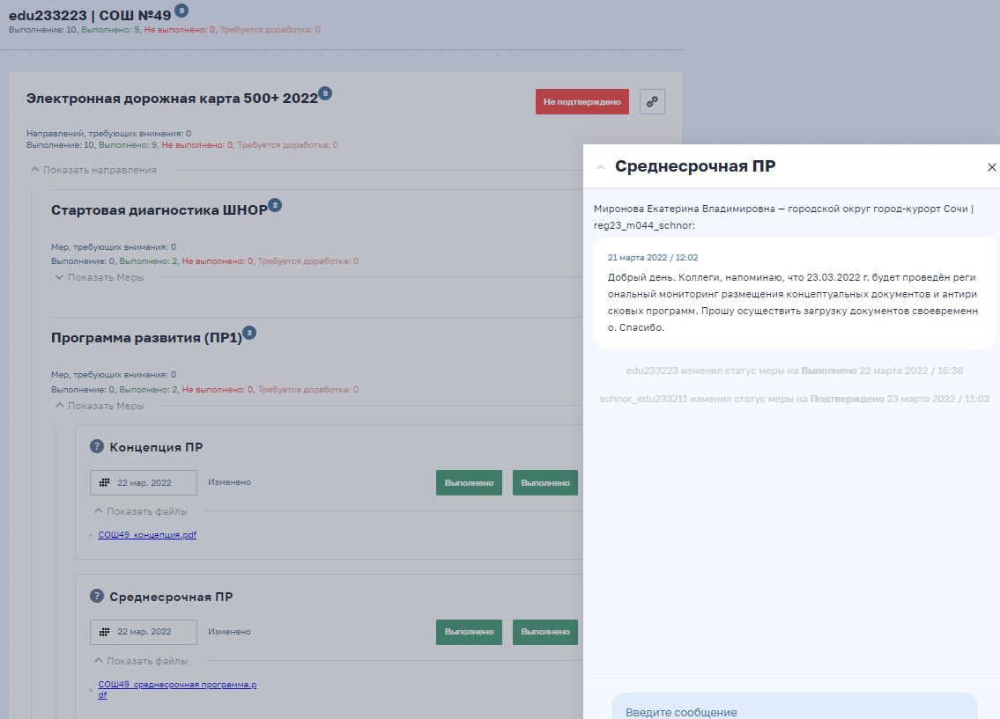 edu233223 | СОШ №49 9
Выполнение: 10, Выполнено: 9, Не выполнено: 0, Требуется доработка: 0
Электронная дорожная карта 500+ 2022 9
Не подтверждено
Направлений, требующих внимания: 0
Выполнение: 10, Выполнено: 9, Не выполнено: 0, Требуется доработка: 0
Показать направления
Стартовая диагностика ШНОР 2
Мер, требующих внимания: 0
Выполнение: 0, Выполнено: 2, Не выполнено: 0, Требуется доработка: 0
Показать Меры
Программа развития (ПР1) 2
Мер, требующих внимания: 0
Выполнение: 0, Выполнено: 2, Не выполнено: 0, Требуется доработка: 0
Показать Меры
? Концепция ПР
22 мар. 2022 Изменено Выполнено Выполнено
Показать файлы
СОШ49_концепция.pdf
? Среднесрочная ПР
22 мар. 2022 Изменено Выполнено Выполнено
Показать файлы
СОШ49_среднесрочная программа.p
df
Среднесрочная ПР
Миронова Екатерина Владимировна — городской округ город-курорт Сочи |
reg23_m044_schnor:
21 марта 2022 / 12:02
Добрый день. Коллеги, напоминаю, что 23.03.2022 г. будет проведён реги
ональный мониторинг размещения концептуальных документов и антири
сковых программ. Прошу осуществить загрузку документов своевременн
о. Спасибо.
edu233223 изменил статус меры на Выполнено 22 марта 2022 / 16:38
schnor_edu233211 изменил статус меры на Подтверждено 23 марта 2022 / 11:03
Введите сообщение